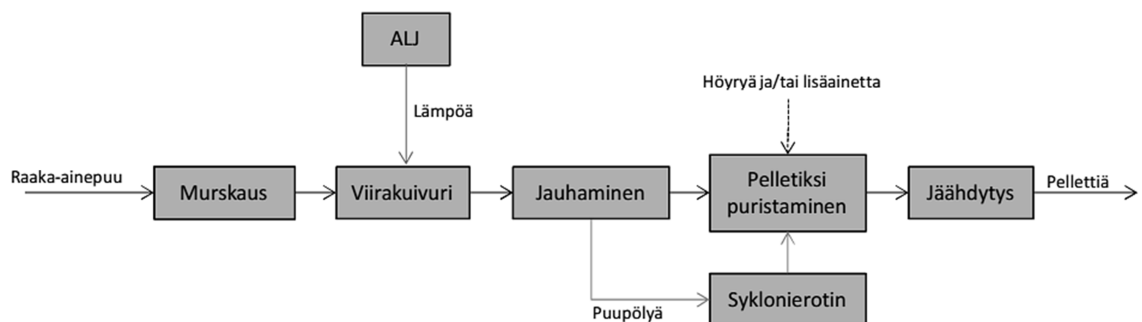 ALJ
Lämpöä
Höyryä ja/tai lisäainetta
Raaka-ainepuu
Murskaus
Viirakuivuri
Jauhaminen
Pelletiksi
puristaminen
Jäähdytys
Pellettiä
Puupölyä
Syklonierotin